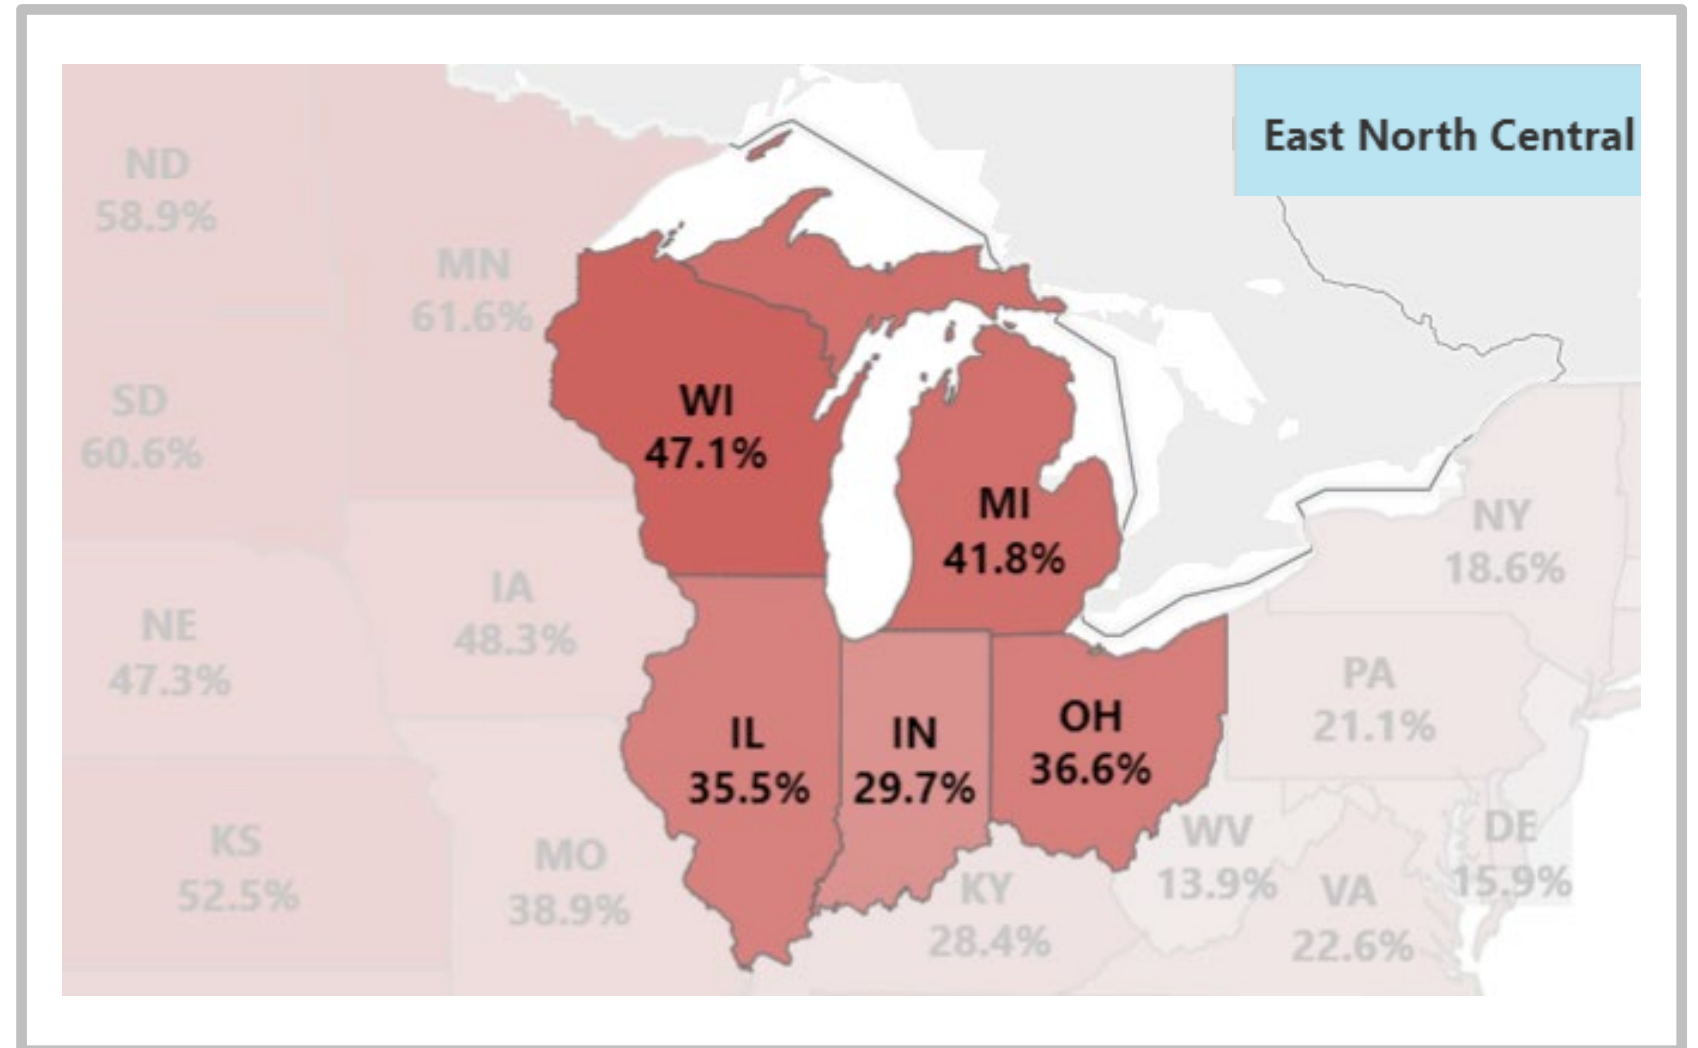 East North Central
ND
58.9%
MN
61.6%
WI
47.1%
SD
60.6%
MI
41.8%
NY
18.6%
IA
48.3%
NE
47.3%
PA
21.1%
OH
36.6%
IL
35.5%
IN
29.7%
KS
52.5%
MO
38.9%
KY
28.4%
WV
13.9%
VA
22.6%
DE
15.9%